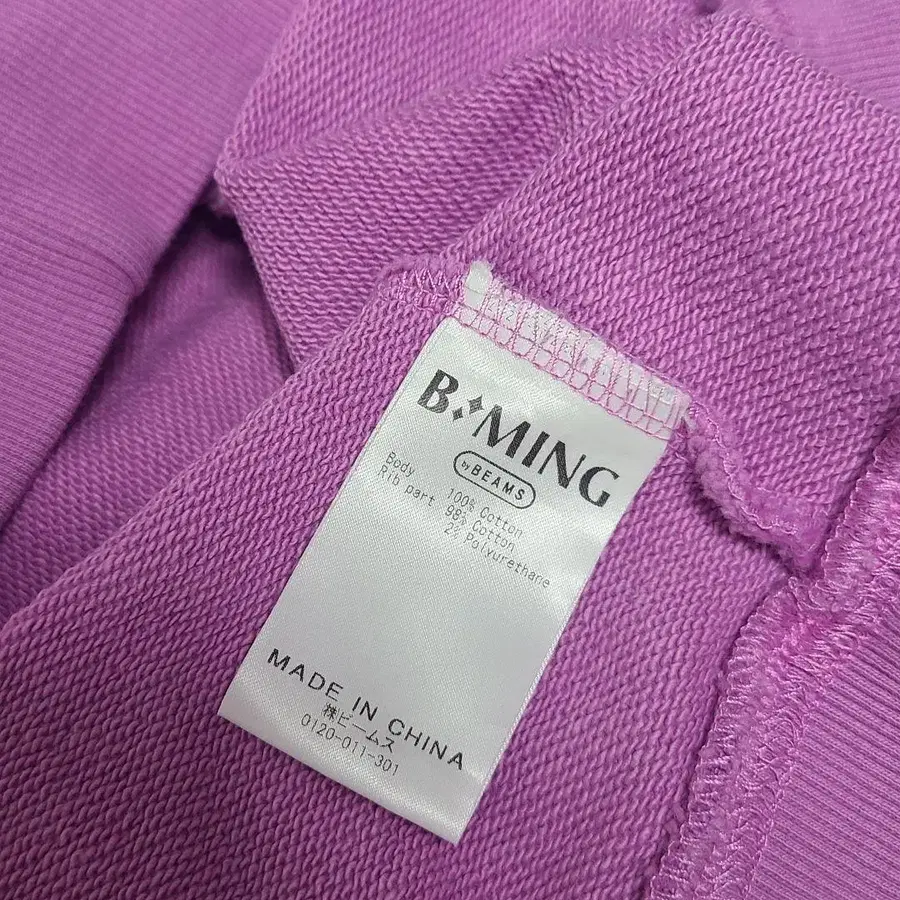 B:MING
by BEAMS
Body 100% Cotton
Rib part 98% Cotton
2% Polyurethane
MADE IN CHINA
㈱ビームス
0120-011-301